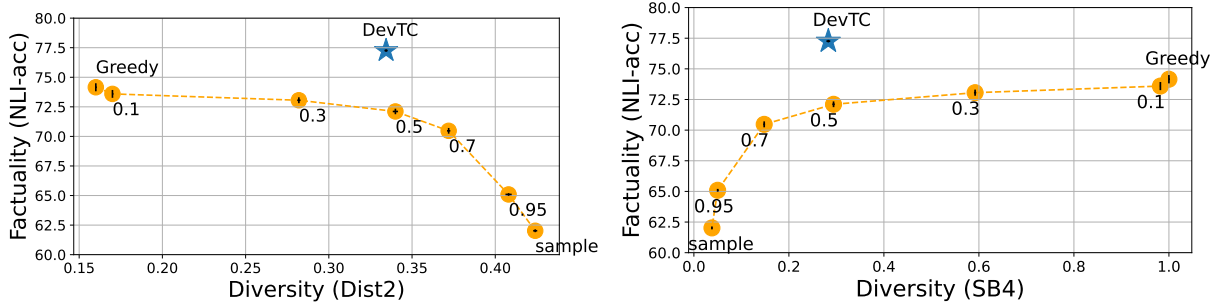 Factuality (NLI-acc)
80.0
77.5
75.0
72.5
70.0
67.5
65.0
62.5
60.0
DevTC
Greedy
0.1
0.3
0.5
0.7
0.95
sample
0.15 0.20 0.25 0.30 0.35 0.40
Diversity (Dist2)
Factuality (NLI-acc)
80.0
77.5
75.0
72.5
70.0
67.5
65.0
62.5
60.0
DevTC
Greedy
0.1
0.3
0.5
0.7
0.95
sample
0.0 0.2 0.4 0.6 0.8 1.0
Diversity (SB4)